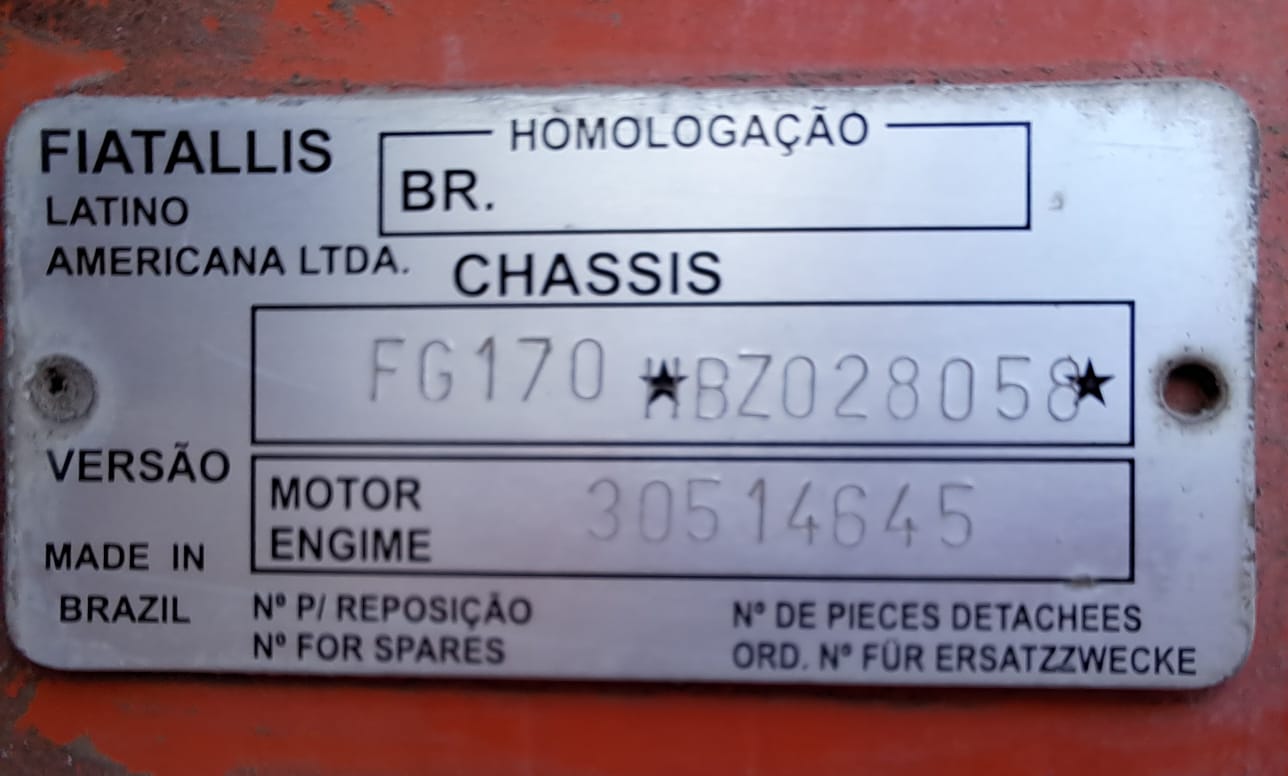 FIATALLIS
LATINO
AMERICANA LTDA.
HOMOLOGAÇÃO
BR.
CHASSIS
FG170 ★HBZ028058★
VERSÃO
MOTOR
ENGIME
30514645
MADE IN
BRAZIL
Nº P/ REPOSIÇÃO
Nº FOR SPARES
Nº DE PIECES DETACHEES
ORD. Nº FÜR ERSATZZWECKE